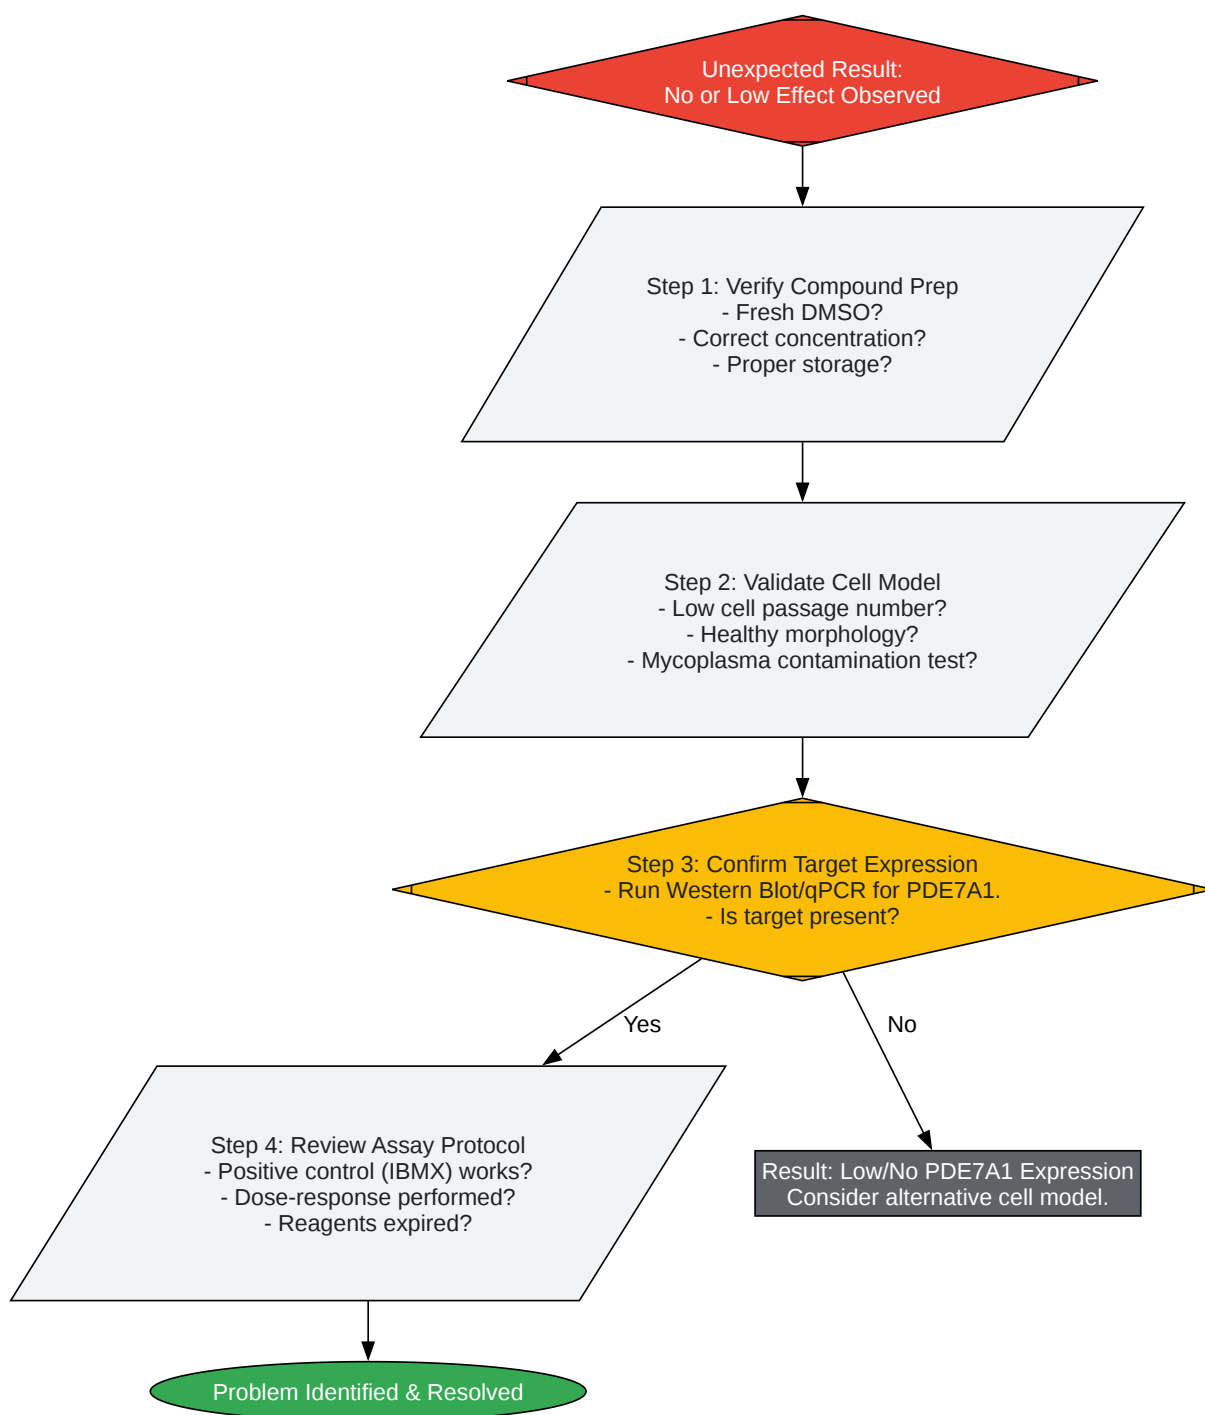 Unexpected Result:
No or Low Effect Observed
Step 1: Verify Compound Prep
- Fresh DMSO?
- Correct concentration?
- Proper storage?
Step 2: Validate Cell Model
- Low cell passage number?
- Healthy morphology?
- Mycoplasma contamination test?
Step 3: Confirm Target Expression
- Run Western Blot/qPCR for PDE7A1.
- Is target present?
Yes
No
Step 4: Review Assay Protocol
- Positive control (IBMX) works?
- Dose-response performed?
- Reagents expired?
Result: Low/No PDE7A1 Expression
Consider alternative cell model.
Problem Identified & Resolved